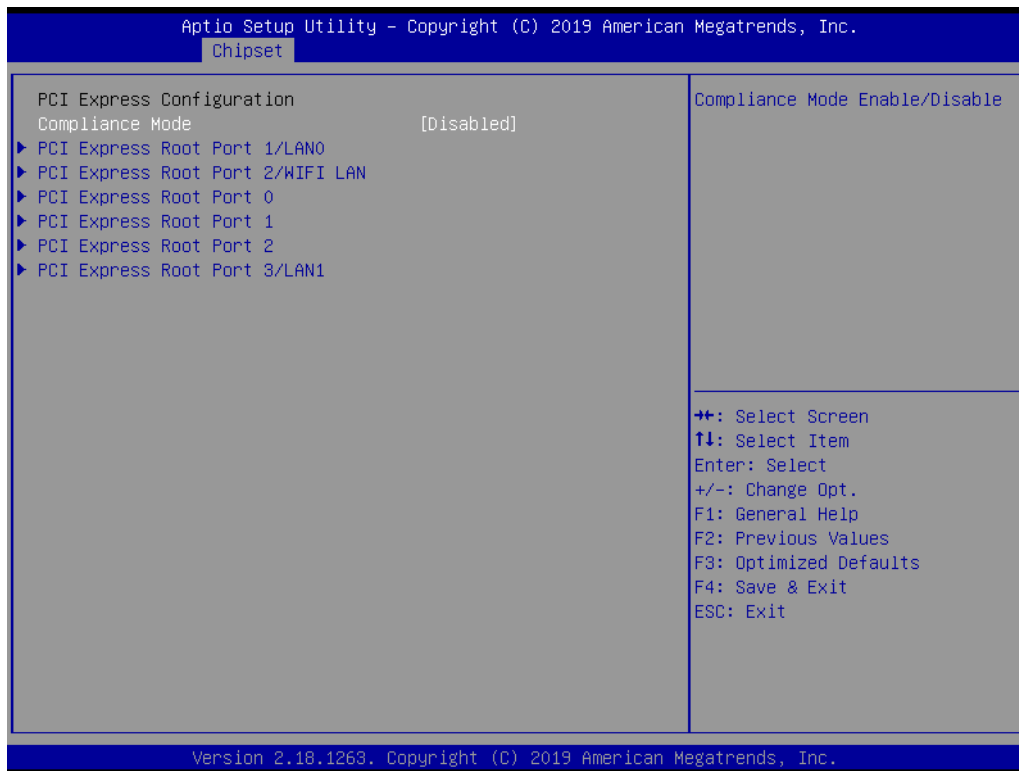 Aptio Setup Utility – Copyright (C) 2019 American Megatrends, Inc.
Chipset
PCI Express Configuration
Compliance Mode [Disabled]
▶ PCI Express Root Port 1/LAN0
▶ PCI Express Root Port 2/WIFI LAN
▶ PCI Express Root Port 0
▶ PCI Express Root Port 1
▶ PCI Express Root Port 2
▶ PCI Express Root Port 3/LAN1
Compliance Mode Enable/Disable
→←: Select Screen
↑↓: Select Item
Enter: Select
+/-: Change Opt.
F1: General Help
F2: Previous Values
F3: Optimized Defaults
F4: Save & Exit
ESC: Exit
Version 2.18.1263. Copyright (C) 2019 American Megatrends, Inc.